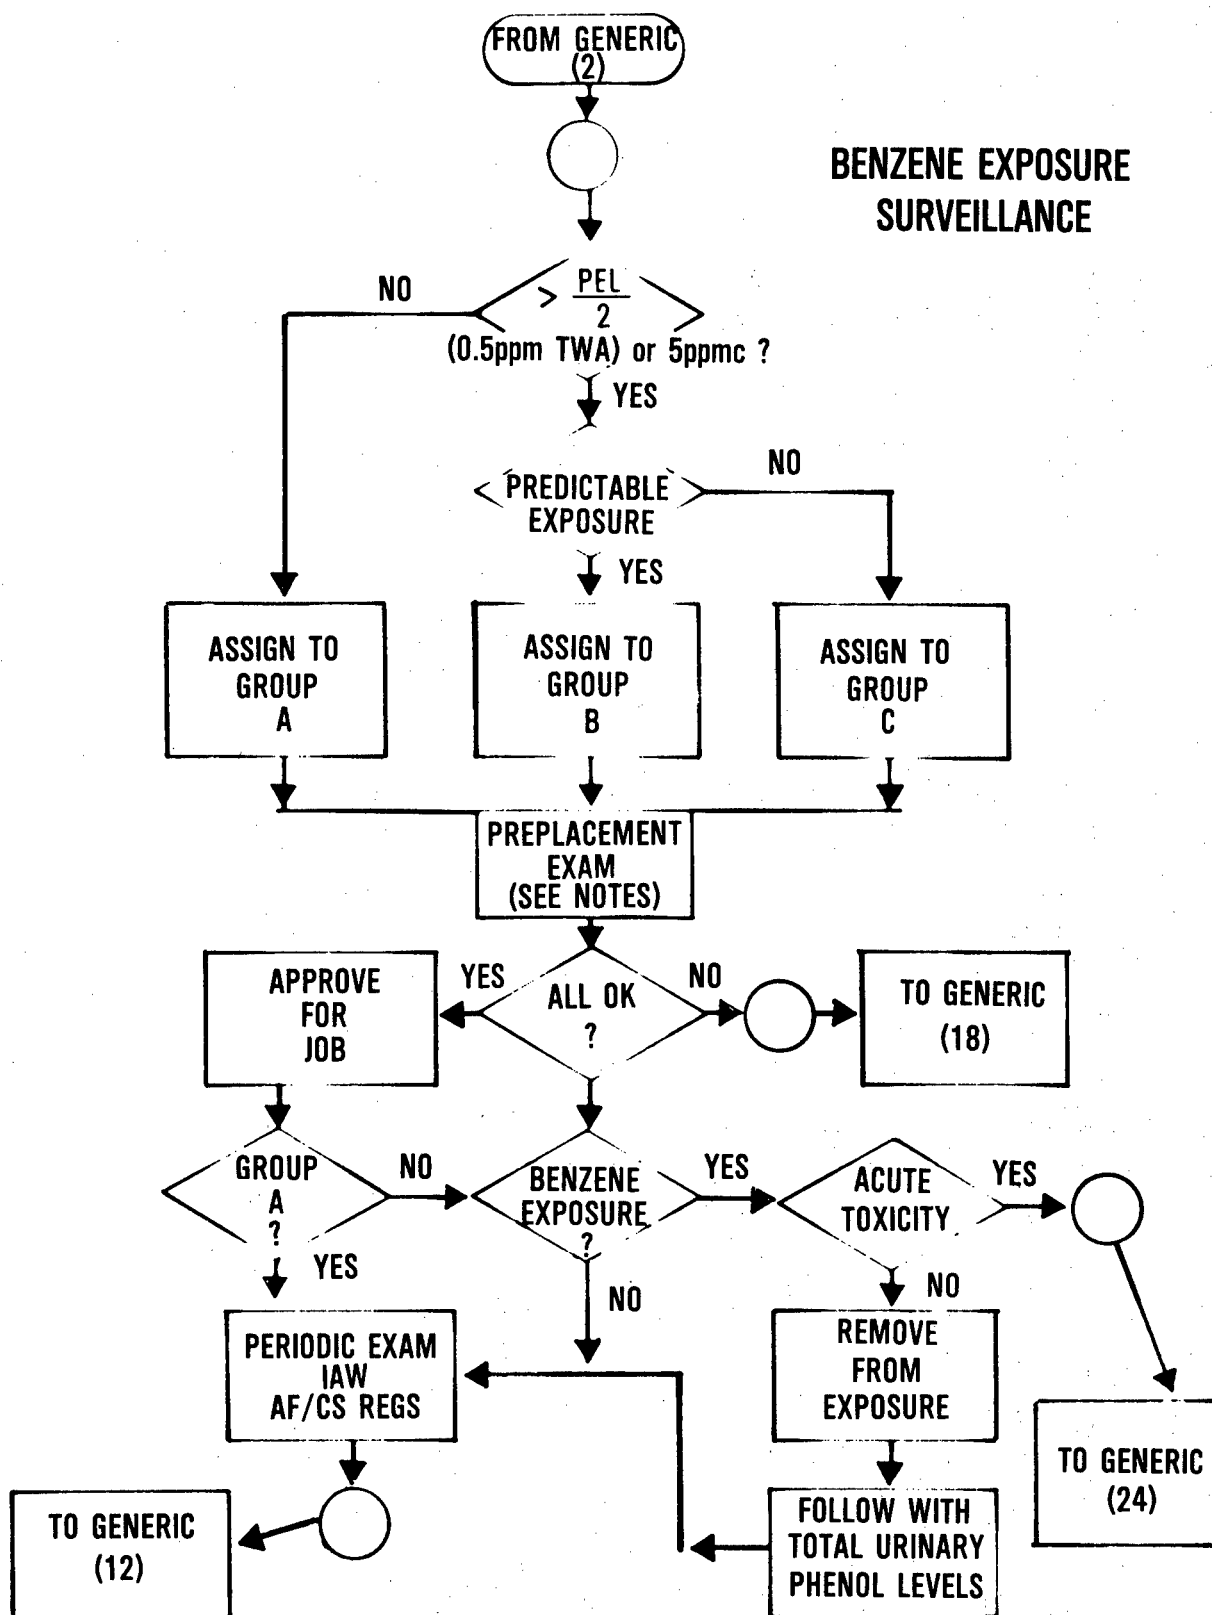 FROM GENERIC
(2)
BENZENE EXPOSURE
SURVEILLANCE
NO
> PEL
2
(0.5ppm TWA) or 5ppmc ?
YES
NO
PREDICTABLE
EXPOSURE
YES
ASSIGN TO
GROUP
A
ASSIGN TO
GROUP
B
ASSIGN TO
GROUP
C
PREPLACEMENT
EXAM
(SEE NOTES)
APPROVE
FOR
JOB
YES
ALL OK
?
NO
TO GENERIC
(18)
GROUP
A
?
NO
YES
BENZENE
EXPOSURE
?
YES
NO
ACUTE
TOXICITY
YES
NO
PERIODIC EXAM
IAW
AF/CS REGS
REMOVE
FROM
EXPOSURE
TO GENERIC
(24)
TO GENERIC
(12)
FOLLOW WITH
TOTAL URINARY
PHENOL LEVELS